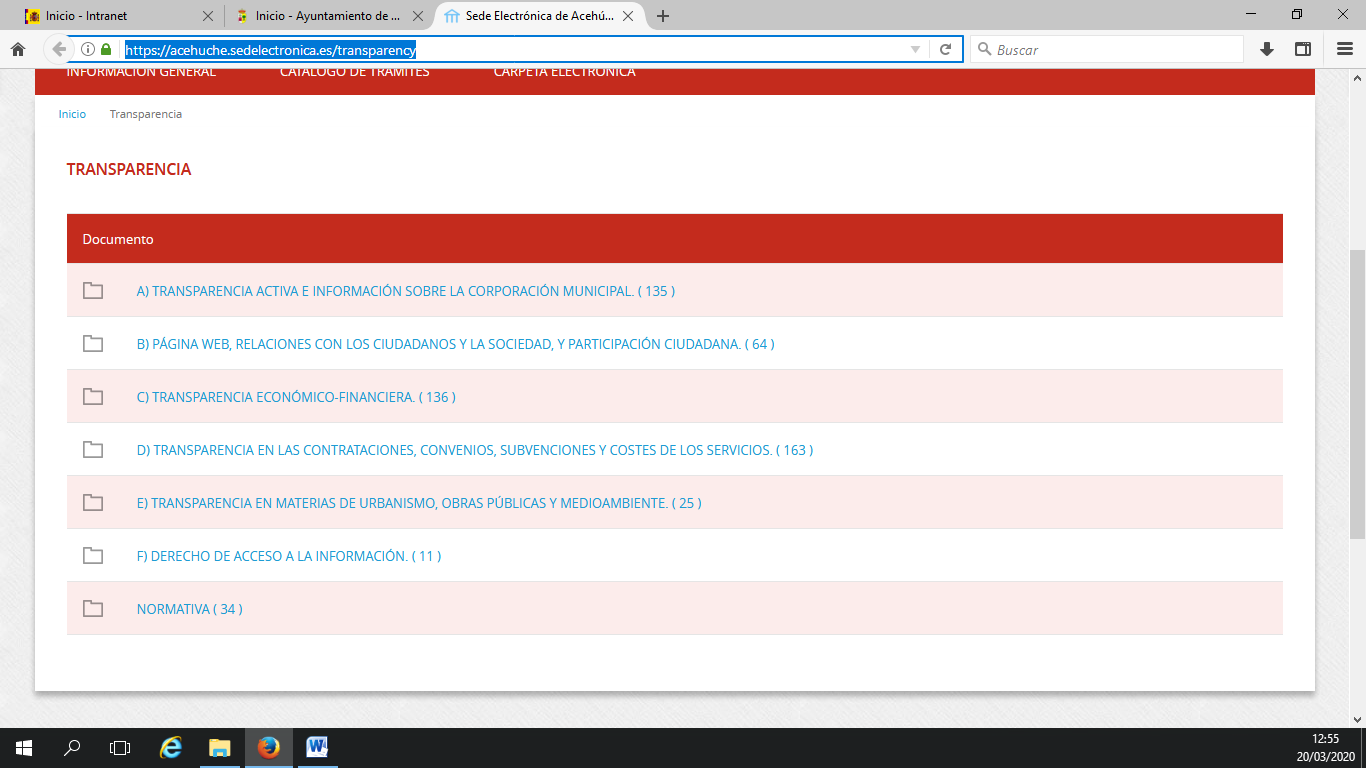 Inicio - Intranet
Inicio - Ayuntamiento de ...
Sede Electrónica de Acehú...
https://acehuche.sedelectronica.es/transparency
Buscar
INFORMACIÓN GENERAL CATÁLOGO DE TRÁMITES CARPETA ELECTRÓNICA
Inicio Transparencia
TRANSPARENCIA
Documento
A) TRANSPARENCIA ACTIVA E INFORMACIÓN SOBRE LA CORPORACIÓN MUNICIPAL. ( 135 )
B) PÁGINA WEB, RELACIONES CON LOS CIUDADANOS Y LA SOCIEDAD, Y PARTICIPACIÓN CIUDADANA. ( 64 )
C) TRANSPARENCIA ECONÓMICO-FINANCIERA. ( 136 )
D) TRANSPARENCIA EN LAS CONTRATACIONES, CONVENIOS, SUBVENCIONES Y COSTES DE LOS SERVICIOS. ( 163 )
E) TRANSPARENCIA EN MATERIAS DE URBANISMO, OBRAS PÚBLICAS Y MEDIOAMBIENTE. ( 25 )
F) DERECHO DE ACCESO A LA INFORMACIÓN. ( 11 )
NORMATIVA ( 34 )
12:55
20/03/2020